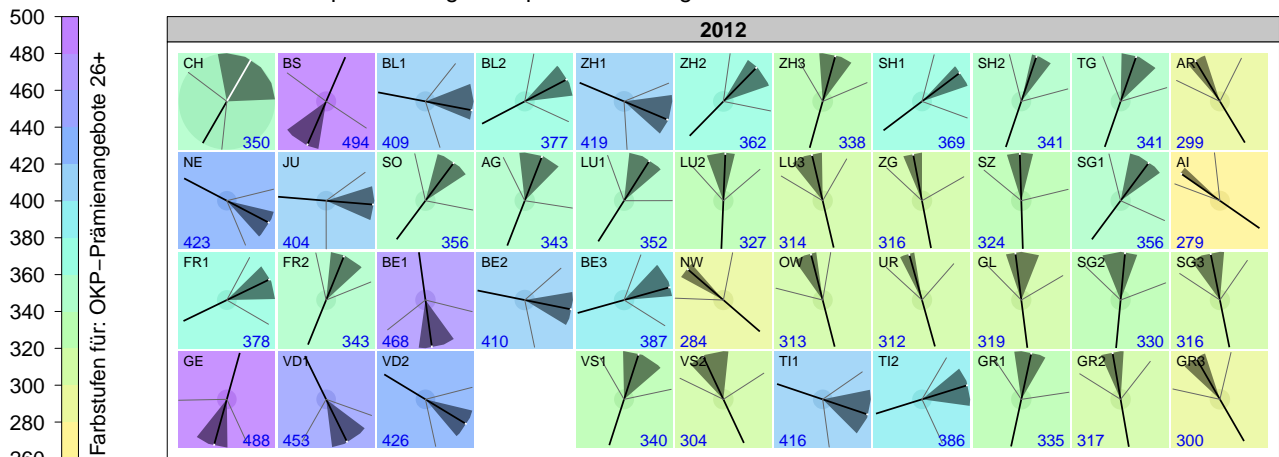 2012
500
480
460
440
420
400
380
360
340
320
300
280
Farbstufen für: OKP−Prämienangebote 26+
CH BS BL1 BL2 ZH1 ZH2 ZH3 SH1 SH2 TG AR
350 494 409 377 419 362 338 369 341 341 299
NE JU SO AG LU1 LU2 LU3 ZG SZ SG1 AI
423 404 356 343 352 327 314 316 324 356 279
FR1 FR2 BE1 BE2 BE3 NW OW UR GL SG2 SG3
378 343 468 410 387 284 313 312 319 330 316
GE VD1 VD2 VS1 VS2 TI1 TI2 GR1 GR2 GR3
488 453 426 340 304 416 386 335 317 300